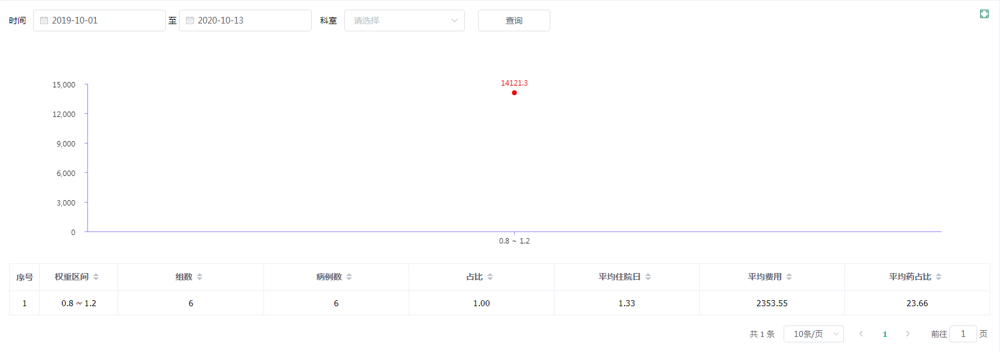 时间 2019-10-01 至 2020-10-13 科室 请选择 查询
14121.3
15,000
12,000
9,000
6,000
3,000
0
0.8 ~ 1.2
序号 权重区间 组数 病例数 占比 平均住院日 平均费用 平均药占比
1 0.8 ~ 1.2 6 6 1.00 1.33 2353.55 23.66
共 1 条 10条/页 1 前往 1 页